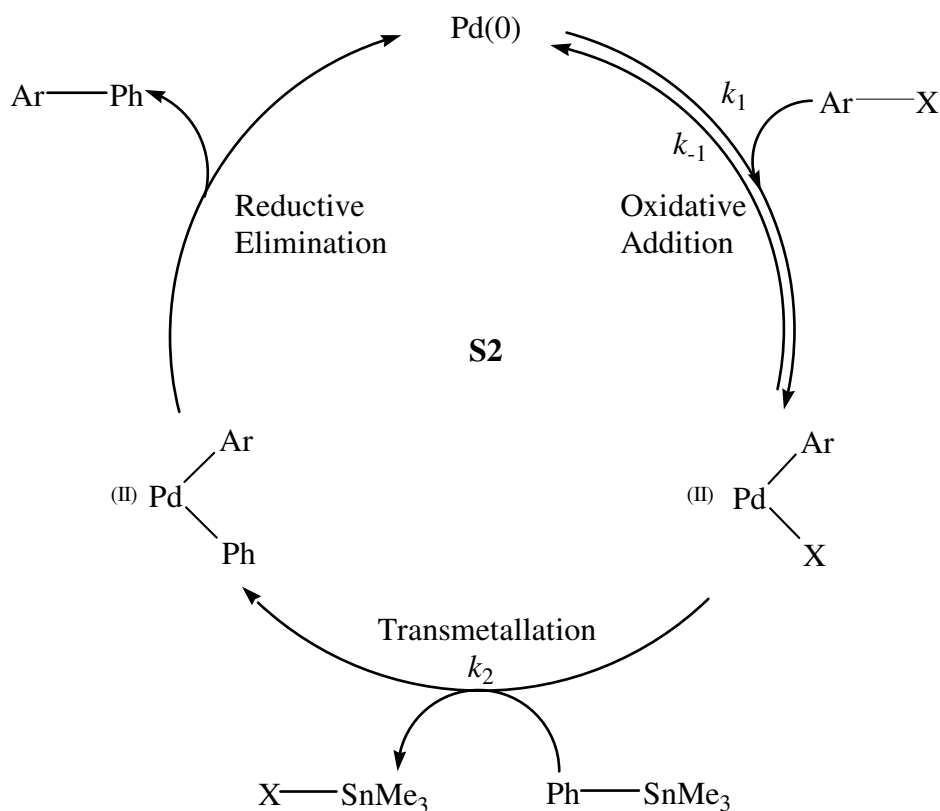 Pd(0)
Ar Ph
k1
Ar X
k-1
Reductive
Elimination
Oxidative
Addition
S2
Ar
(II) Pd
Ph
Ar
(II) Pd
X
Transmetallation
k2
X SnMe3
Ph SnMe3